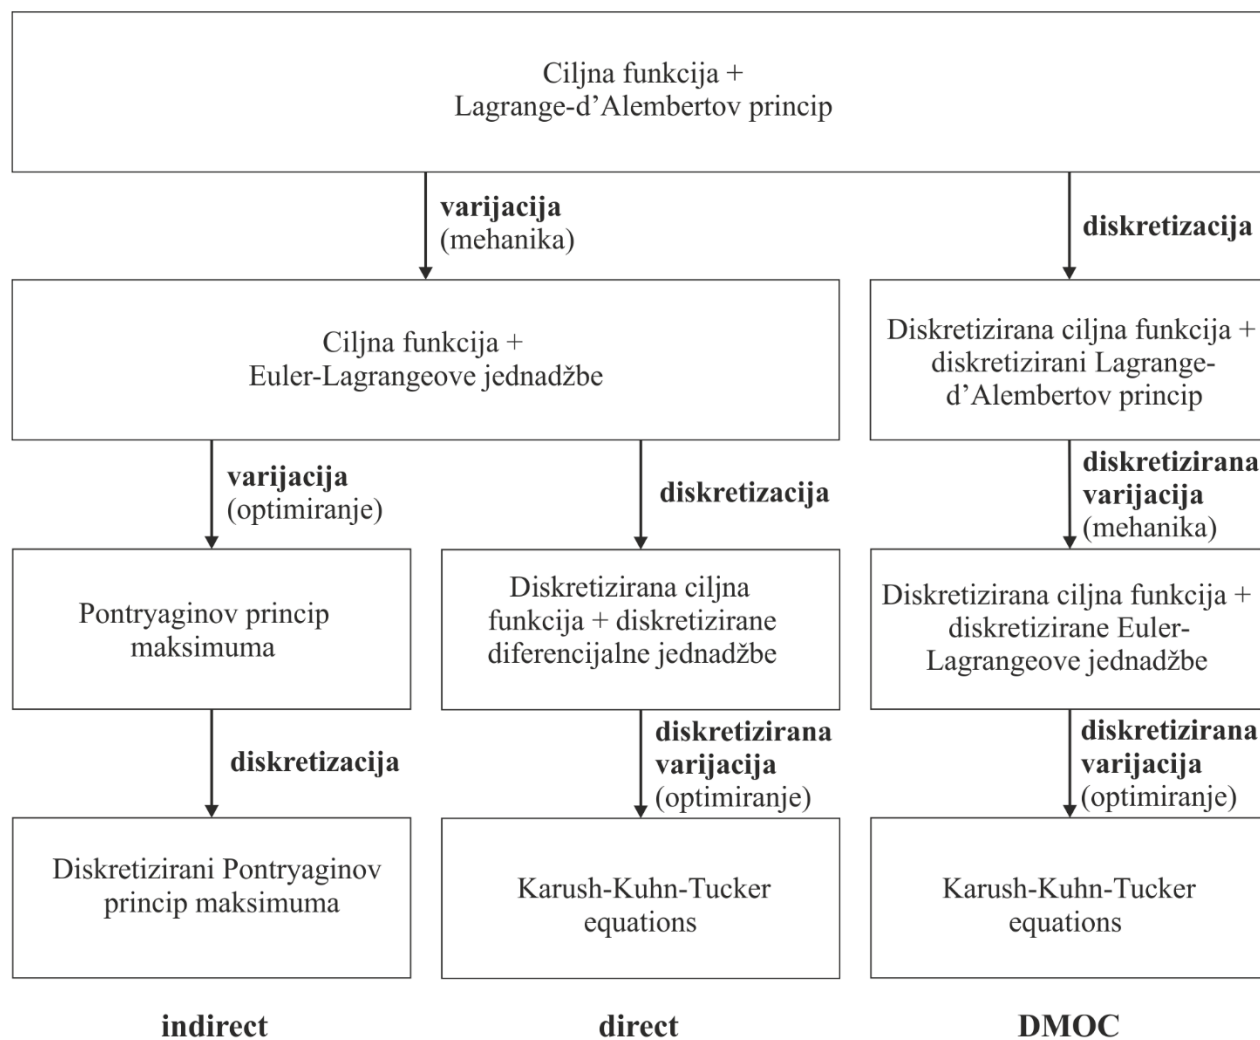 Ciljna funkcija +
Lagrange-d’Alembertov princip
varijacija
(mehanika)
diskretizacija
Ciljna funkcija +
Euler-Lagrangeove jednadžbe
Diskretizirana ciljna funkcija +
diskretizirani Lagrange-
d’Alembertov princip
varijacija
(optimiranje)
diskretizacija
diskretizirana
varijacija
(mehanika)
Pontryaginov princip
maksimuma
Diskretizirana ciljna
funkcija + diskretizirane
diferencijalne jednadžbe
Diskretizirana ciljna funkcija +
diskretizirane Euler-
Lagrangeove jednadžbe
diskretizacija
diskretizirana
varijacija
(optimiranje)
diskretizirana
varijacija
(optimiranje)
Diskretizirani Pontryaginov
princip maksimuma
Karush-Kuhn-Tucker
equations
Karush-Kuhn-Tucker
equations
indirect
direct
DMOC